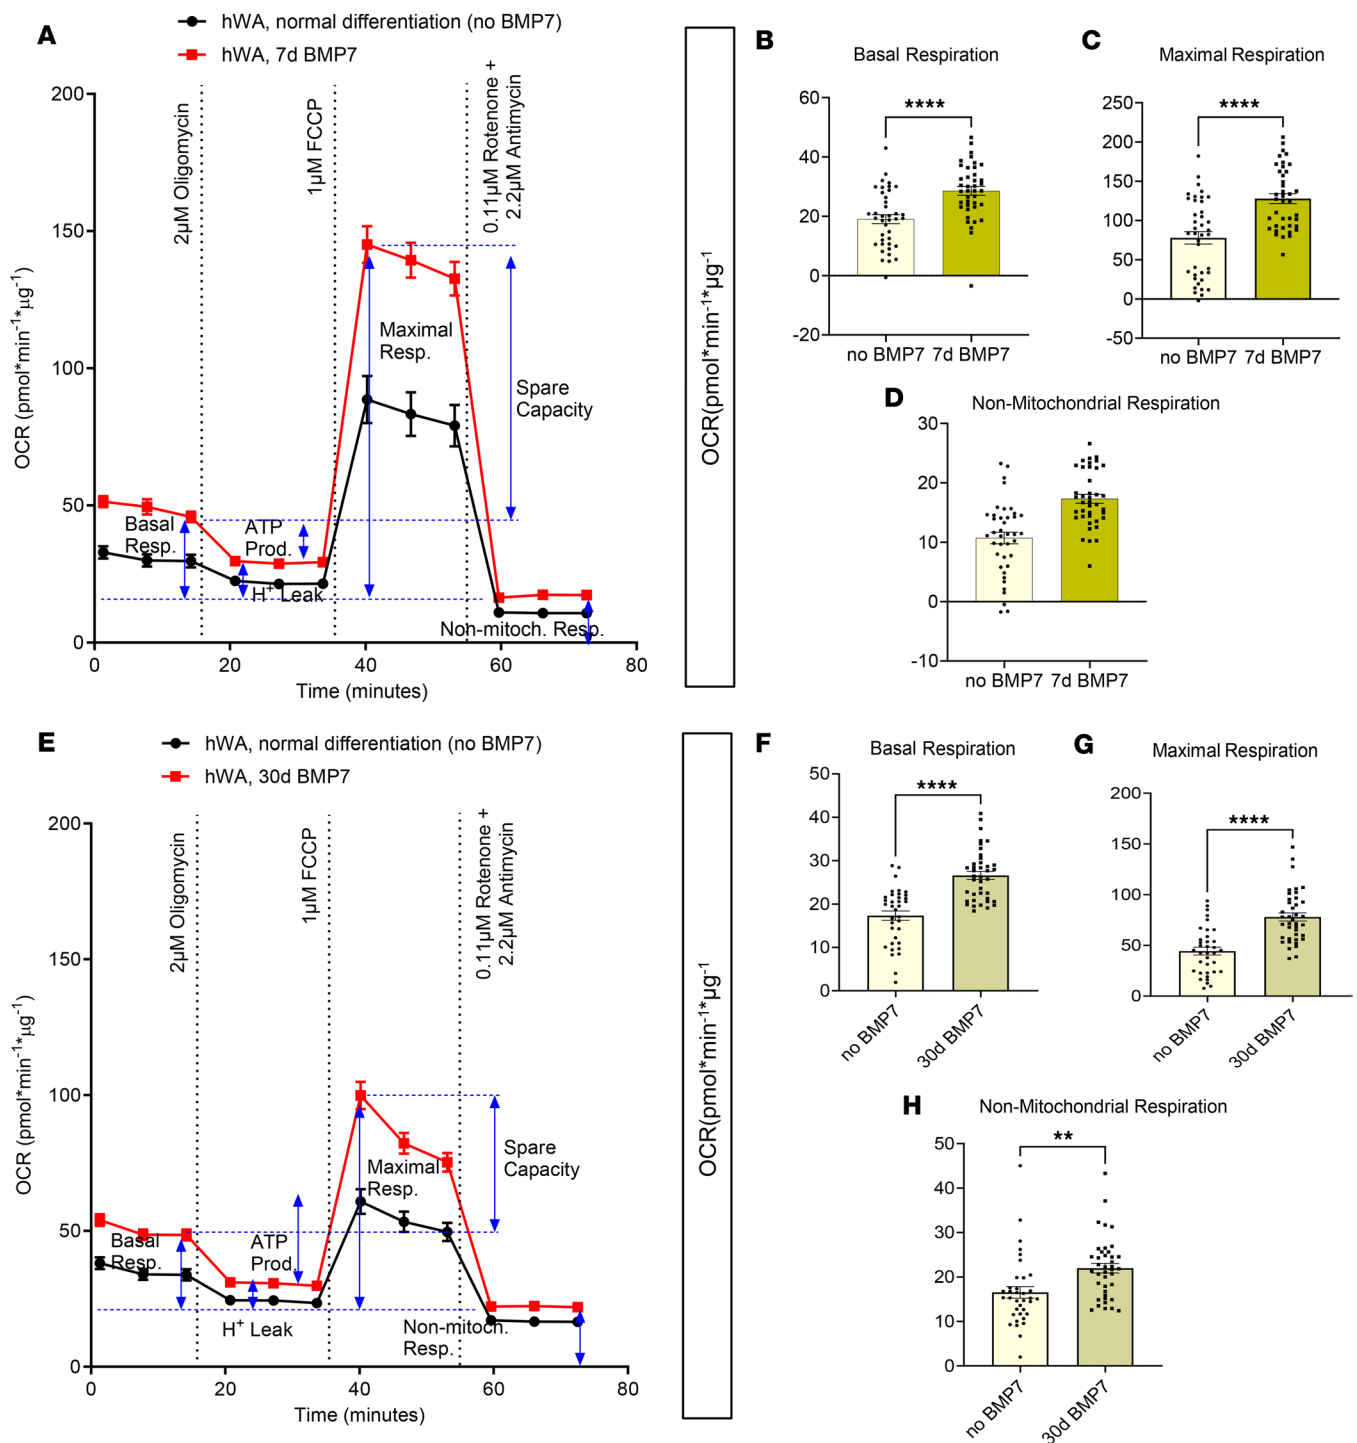 A
hWA, normal differentiation (no BMP7)
hWA, 7d BMP7
OCR (pmol*min⁻¹*µg⁻¹)
200
150
100
50
0
2µM Oligomycin
1µM FCCP
0.11µM Rotenone +
2.2µM Antimycin
Maximal
Resp.
Spare
Capacity
Basal
Resp.
ATP
Prod.
H⁺ Leak
Non-mitoch. Resp.
0 20 40 60 80
Time (minutes)
OCR(pmol*min⁻¹*µg⁻¹
B
Basal Respiration
****
60
40
20
0
-20
no BMP7 7d BMP7
C
Maximal Respiration
****
250
200
150
100
50
0
-50
no BMP7 7d BMP7
D
Non-Mitochondrial Respiration
30
20
10
0
-10
no BMP7 7d BMP7
E
hWA, normal differentiation (no BMP7)
hWA, 30d BMP7
OCR (pmol*min⁻¹*µg⁻¹)
200
150
100
50
0
2µM Oligomycin
1µM FCCP
0.11µM Rotenone +
2.2µM Antimycin
Maximal
Resp.
Spare
Capacity
Basal
Resp.
ATP
Prod.
H⁺ Leak
Non-mitoch.
Resp.
0 20 40 60 80
Time (minutes)
OCR(pmol*min⁻¹*µg⁻¹
F
Basal Respiration
****
50
40
30
20
10
0
no BMP7 30d BMP7
G
Maximal Respiration
****
200
150
100
50
0
no BMP7 30d BMP7
H
Non-Mitochondrial Respiration
**
50
40
30
20
10
0
no BMP7 30d BMP7